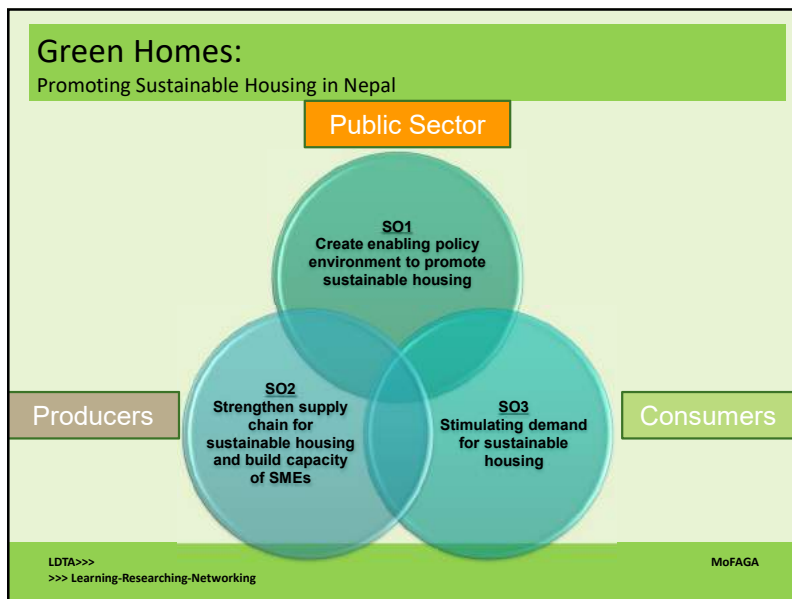 Green Homes:
Promoting Sustainable Housing in Nepal
Public Sector
SO1
Create enabling policy
environment to promote
sustainable housing
Producers
SO2
Strengthen supply
chain for
sustainable housing
and build capacity
of SMEs
SO3
Stimulating demand
for sustainable
housing
Consumers
LDTA>>>
>>> Learning-Researching-Networking
MoFAGA